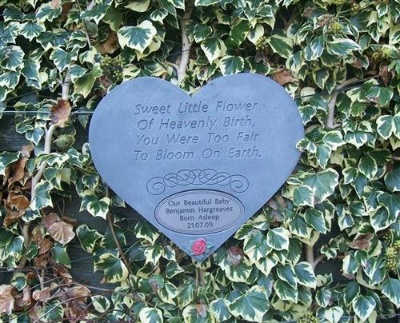 Sweet Little Flower
Of Heavenly Birth,
You Were Too Fair
To Bloom On Earth.
Our Beautiful Baby
Benjamin Hargreaves
Born Asleep
21.07.09